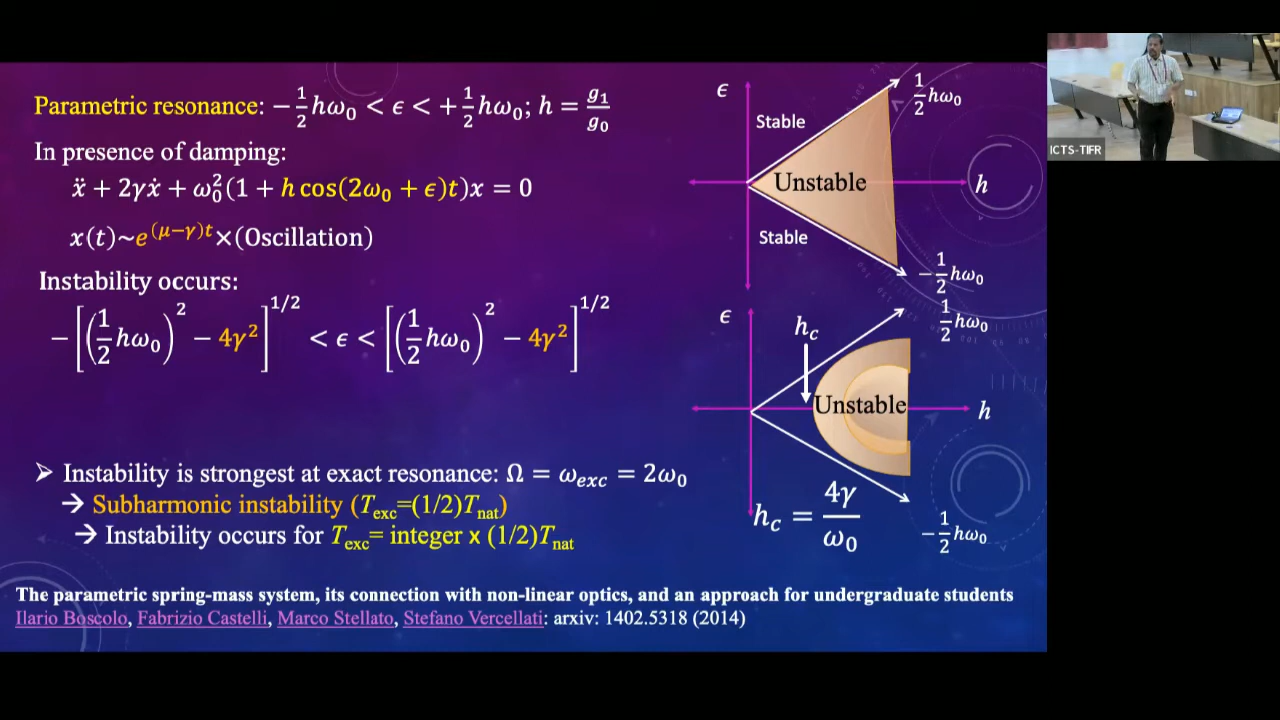 Parametric resonance: −½hω₀ < ϵ < +½hω₀; h = g₁/g₀
In presence of damping:
ẍ + 2γẋ + ω₀²(1 + h cos(2ω₀ + ϵ)t)x = 0
x(t)~e^(μ−γ)t×(Oscillation)
Instability occurs:
−[(½hω₀)² − 4γ²]^1/2 < ϵ < [(½hω₀)² − 4γ²]^1/2
➢ Instability is strongest at exact resonance: Ω = ω_exc = 2ω₀
→ Subharmonic instability (T_exc=(1/2)T_nat)
→ Instability occurs for T_exc= integer x (1/2)T_nat
The parametric spring-mass system, its connection with non-linear optics, and an approach for undergraduate students
Ilario Boscolo, Fabrizio Castelli, Marco Stellato, Stefano Vercellati: arxiv: 1402.5318 (2014)
ϵ
½hω₀
Stable
Unstable
h
Stable
−½hω₀
ϵ
½hω₀
h_c
Unstable
h
h_c = 4γ/ω₀
−½hω₀
ICTS-TIFR